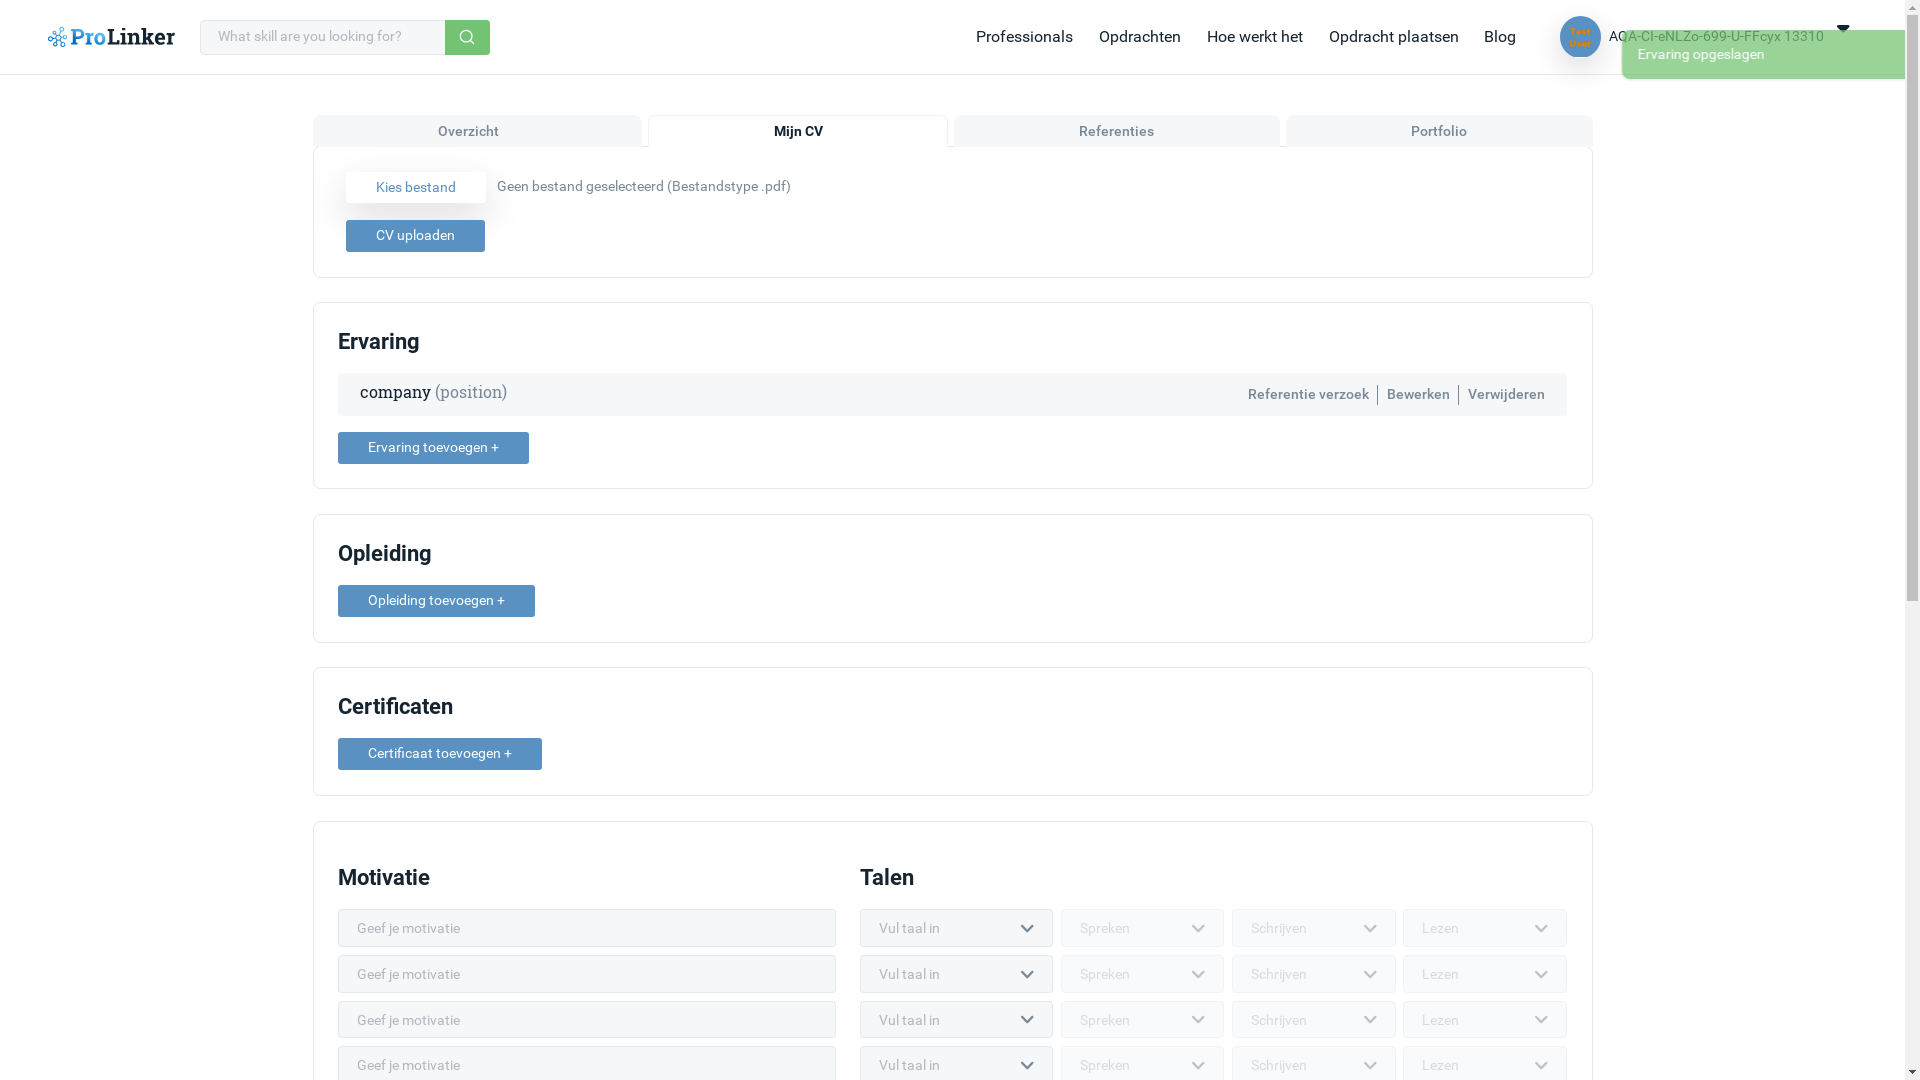 ProLinker
What skill are you looking for?
Professionals
Opdrachten
Hoe werkt het
Opdracht plaatsen
Blog
Test
User
AQA-CI-eNLZo-699-U-FFcyx 13310
Ervaring opgeslagen
Overzicht
Mijn CV
Referenties
Portfolio
Kies bestand
Geen bestand geselecteerd (Bestandstype .pdf)
CV uploaden
Ervaring
company (position)
Referentie verzoek
Bewerken
Verwijderen
Ervaring toevoegen +
Opleiding
Opleiding toevoegen +
Certificaten
Certificaat toevoegen +
Motivatie
Talen
Geef je motivatie
Vul taal in
Spreken
Schrijven
Lezen
Geef je motivatie
Vul taal in
Spreken
Schrijven
Lezen
Geef je motivatie
Vul taal in
Spreken
Schrijven
Lezen
Geef je motivatie
Vul taal in
Spreken
Schrijven
Lezen